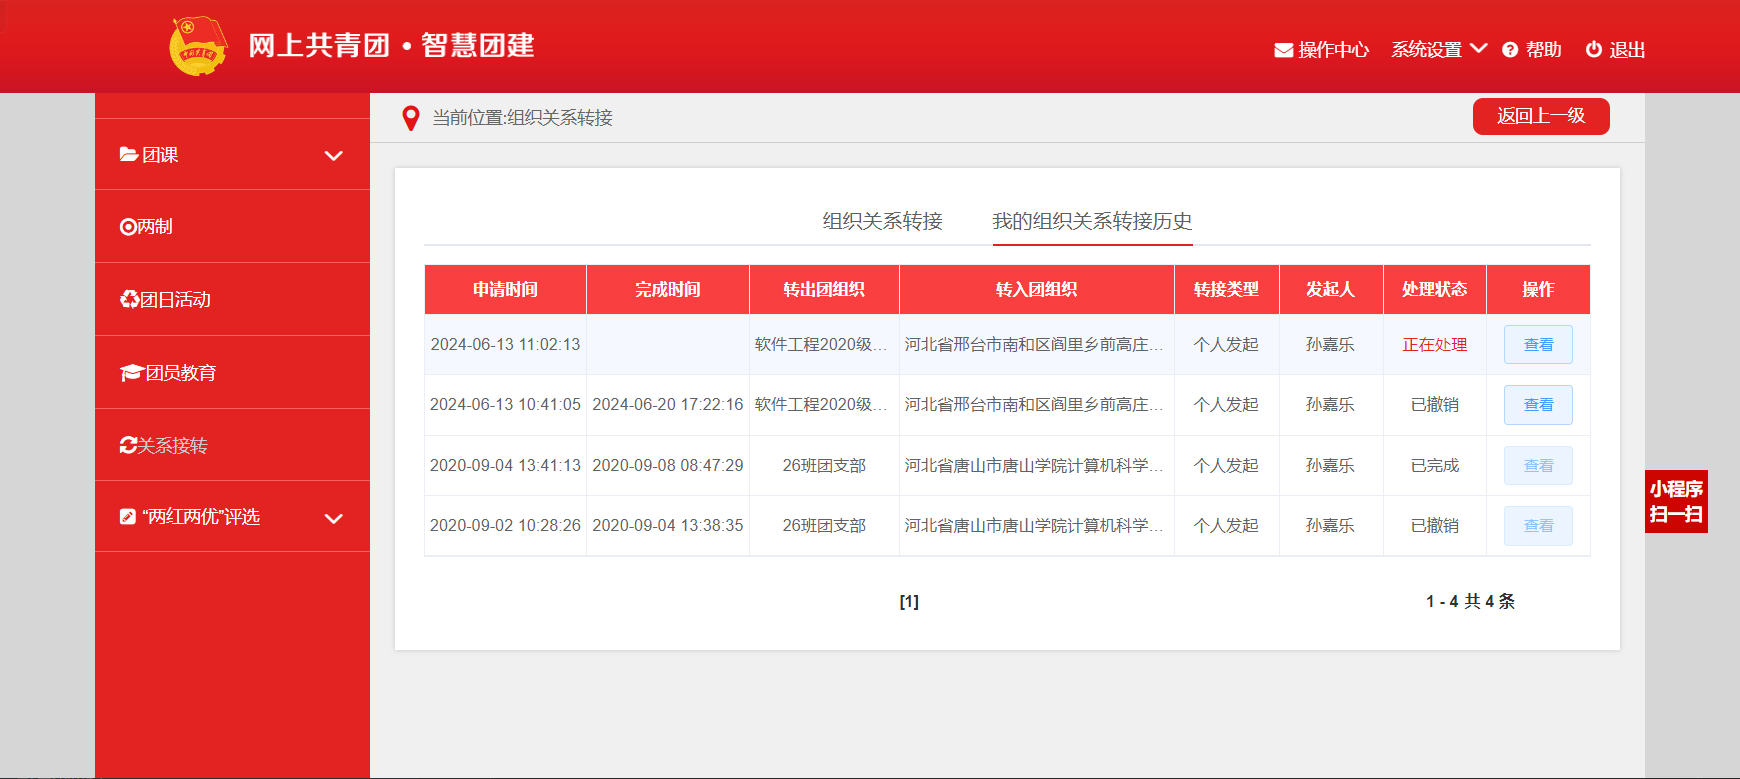 网上共青团·智慧团建
操作中心 系统设置 帮助 退出
当前位置:组织关系转接
返回上一级
团课
两制
团日活动
团员教育
关系接转
“两红两优”评选
组织关系转接 我的组织关系转接历史
申请时间 完成时间 转出团组织 转入团组织 转接类型 发起人 处理状态 操作
2024-06-13 11:02:13 软件工程2020级... 河北省邢台市南和区阎里乡前高庄... 个人发起 孙嘉乐 正在处理 查看
2024-06-13 10:41:05 2024-06-20 17:22:16 软件工程2020级... 河北省邢台市南和区阎里乡前高庄... 个人发起 孙嘉乐 已撤销 查看
2020-09-04 13:41:13 2020-09-08 08:47:29 26班团支部 河北省唐山市唐山学院计算机科学... 个人发起 孙嘉乐 已完成 查看
2020-09-02 10:28:26 2020-09-04 13:38:35 26班团支部 河北省唐山市唐山学院计算机科学... 个人发起 孙嘉乐 已撤销 查看
[1]
1 - 4 共 4 条
小程序
扫一扫